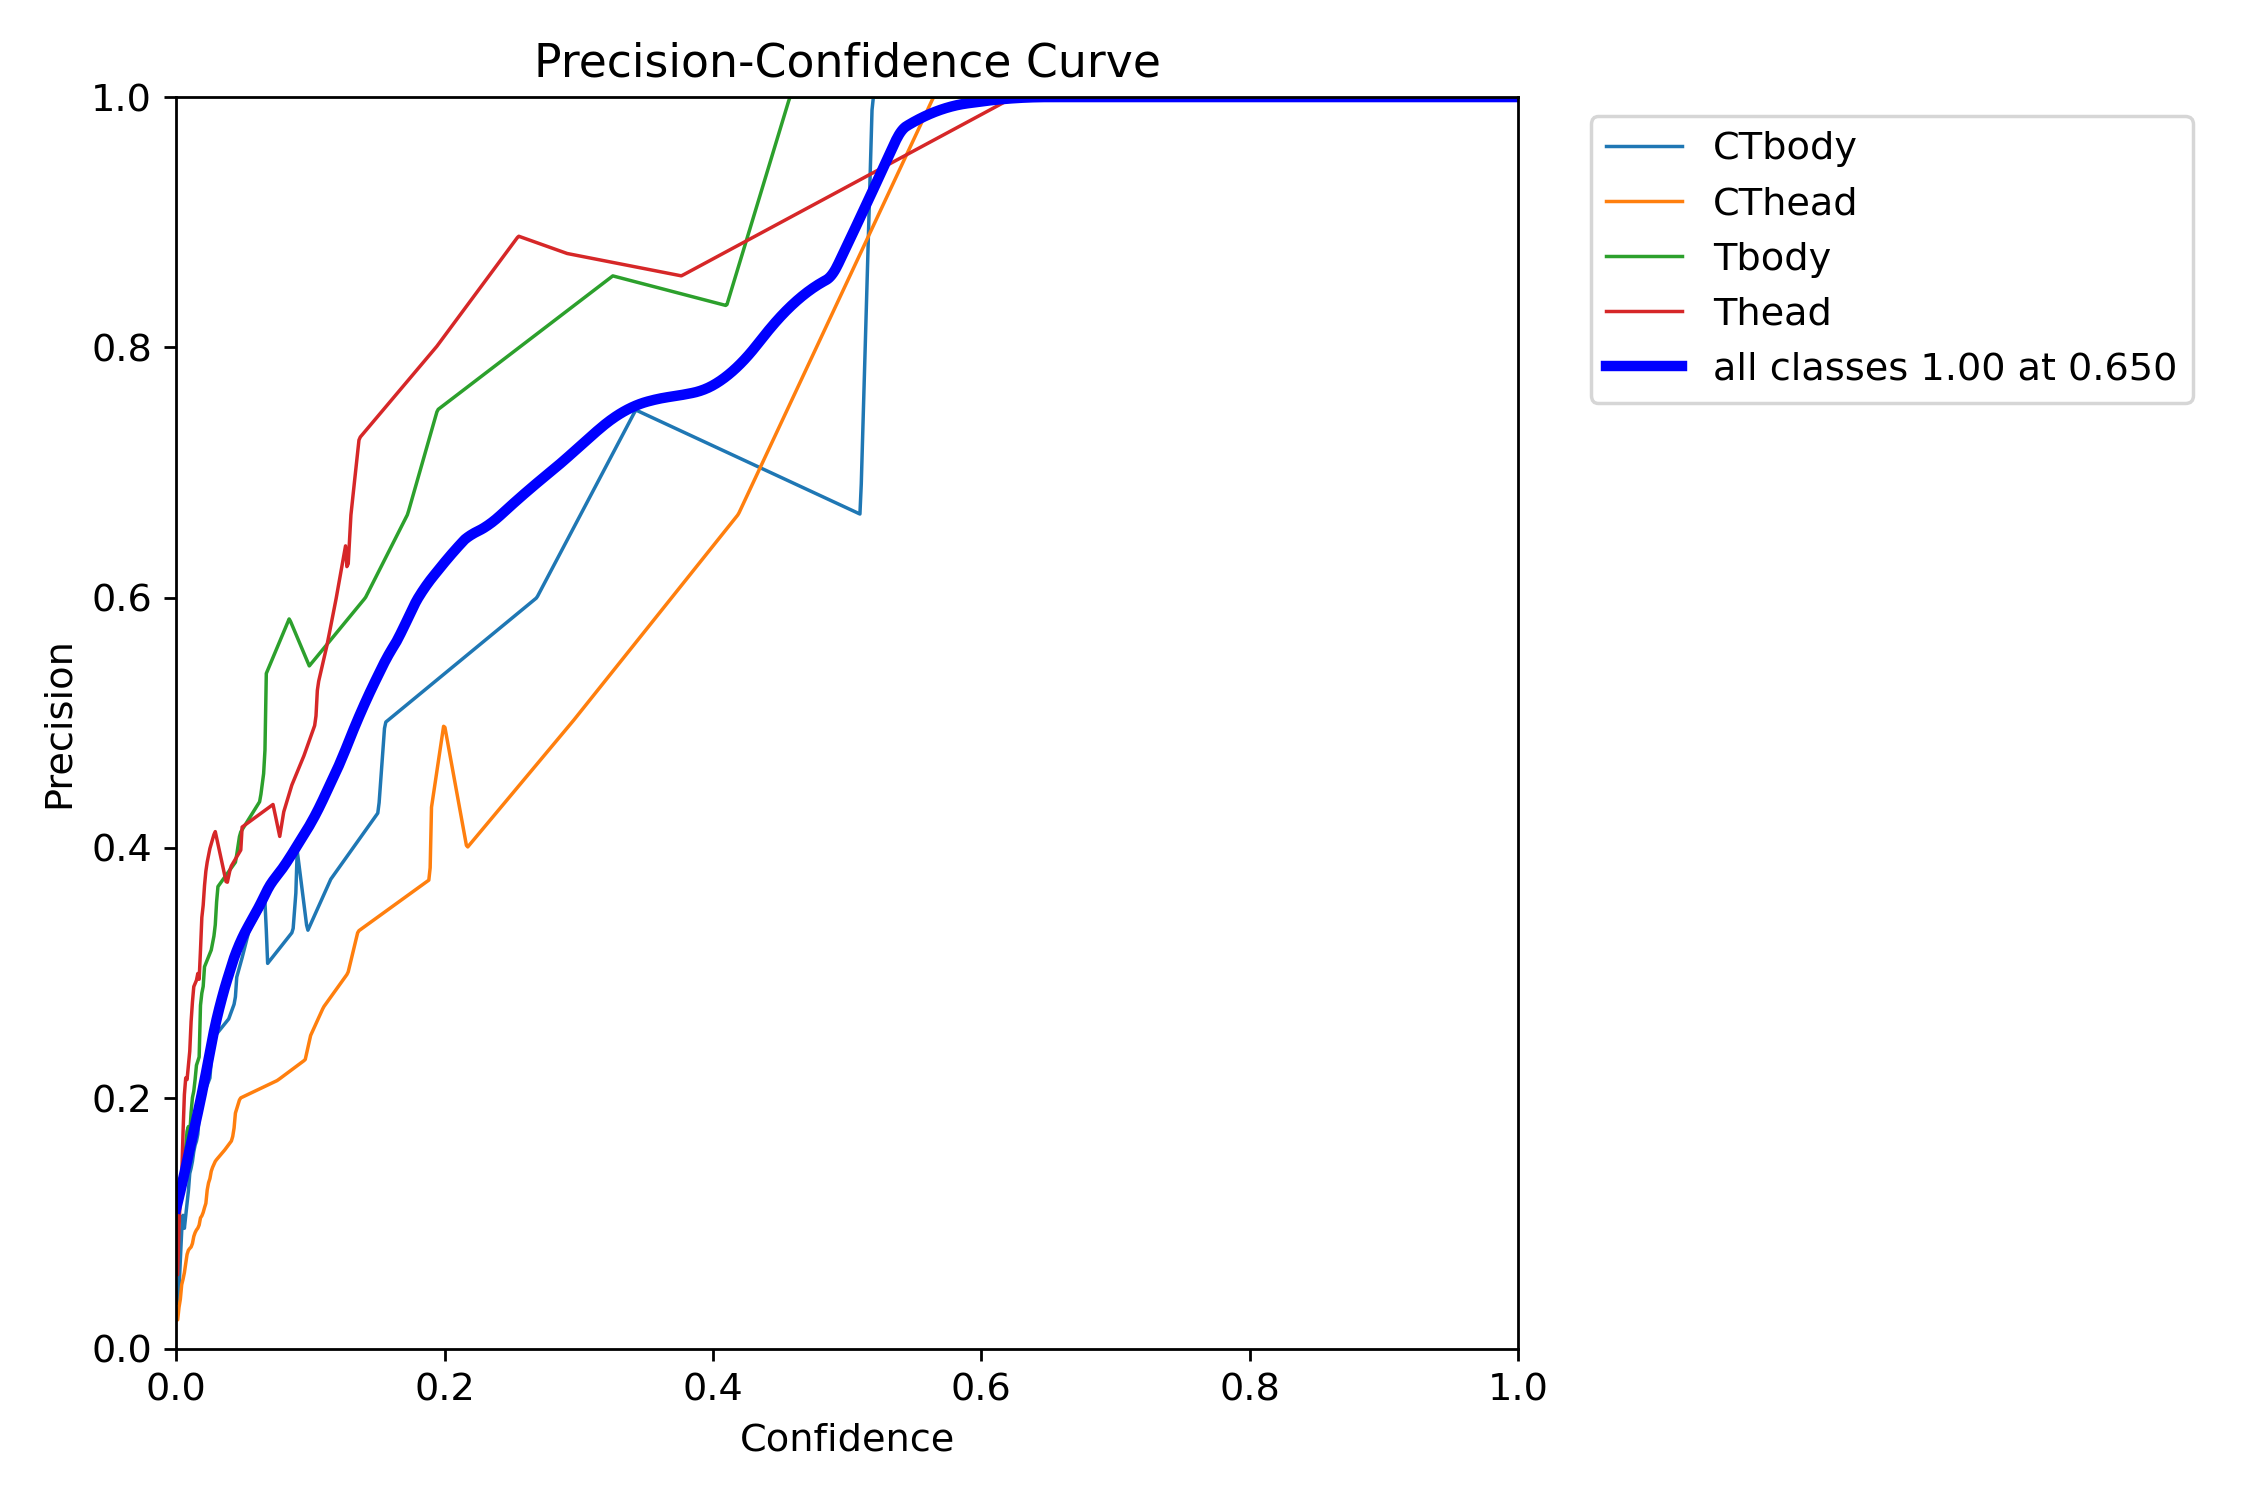 Precision-Confidence Curve
1.0
0.8
0.6
0.4
0.2
0.0
Precision
0.0 0.2 0.4 0.6 0.8 1.0
Confidence
CTbody
CThead
Tbody
Thead
all classes 1.00 at 0.650